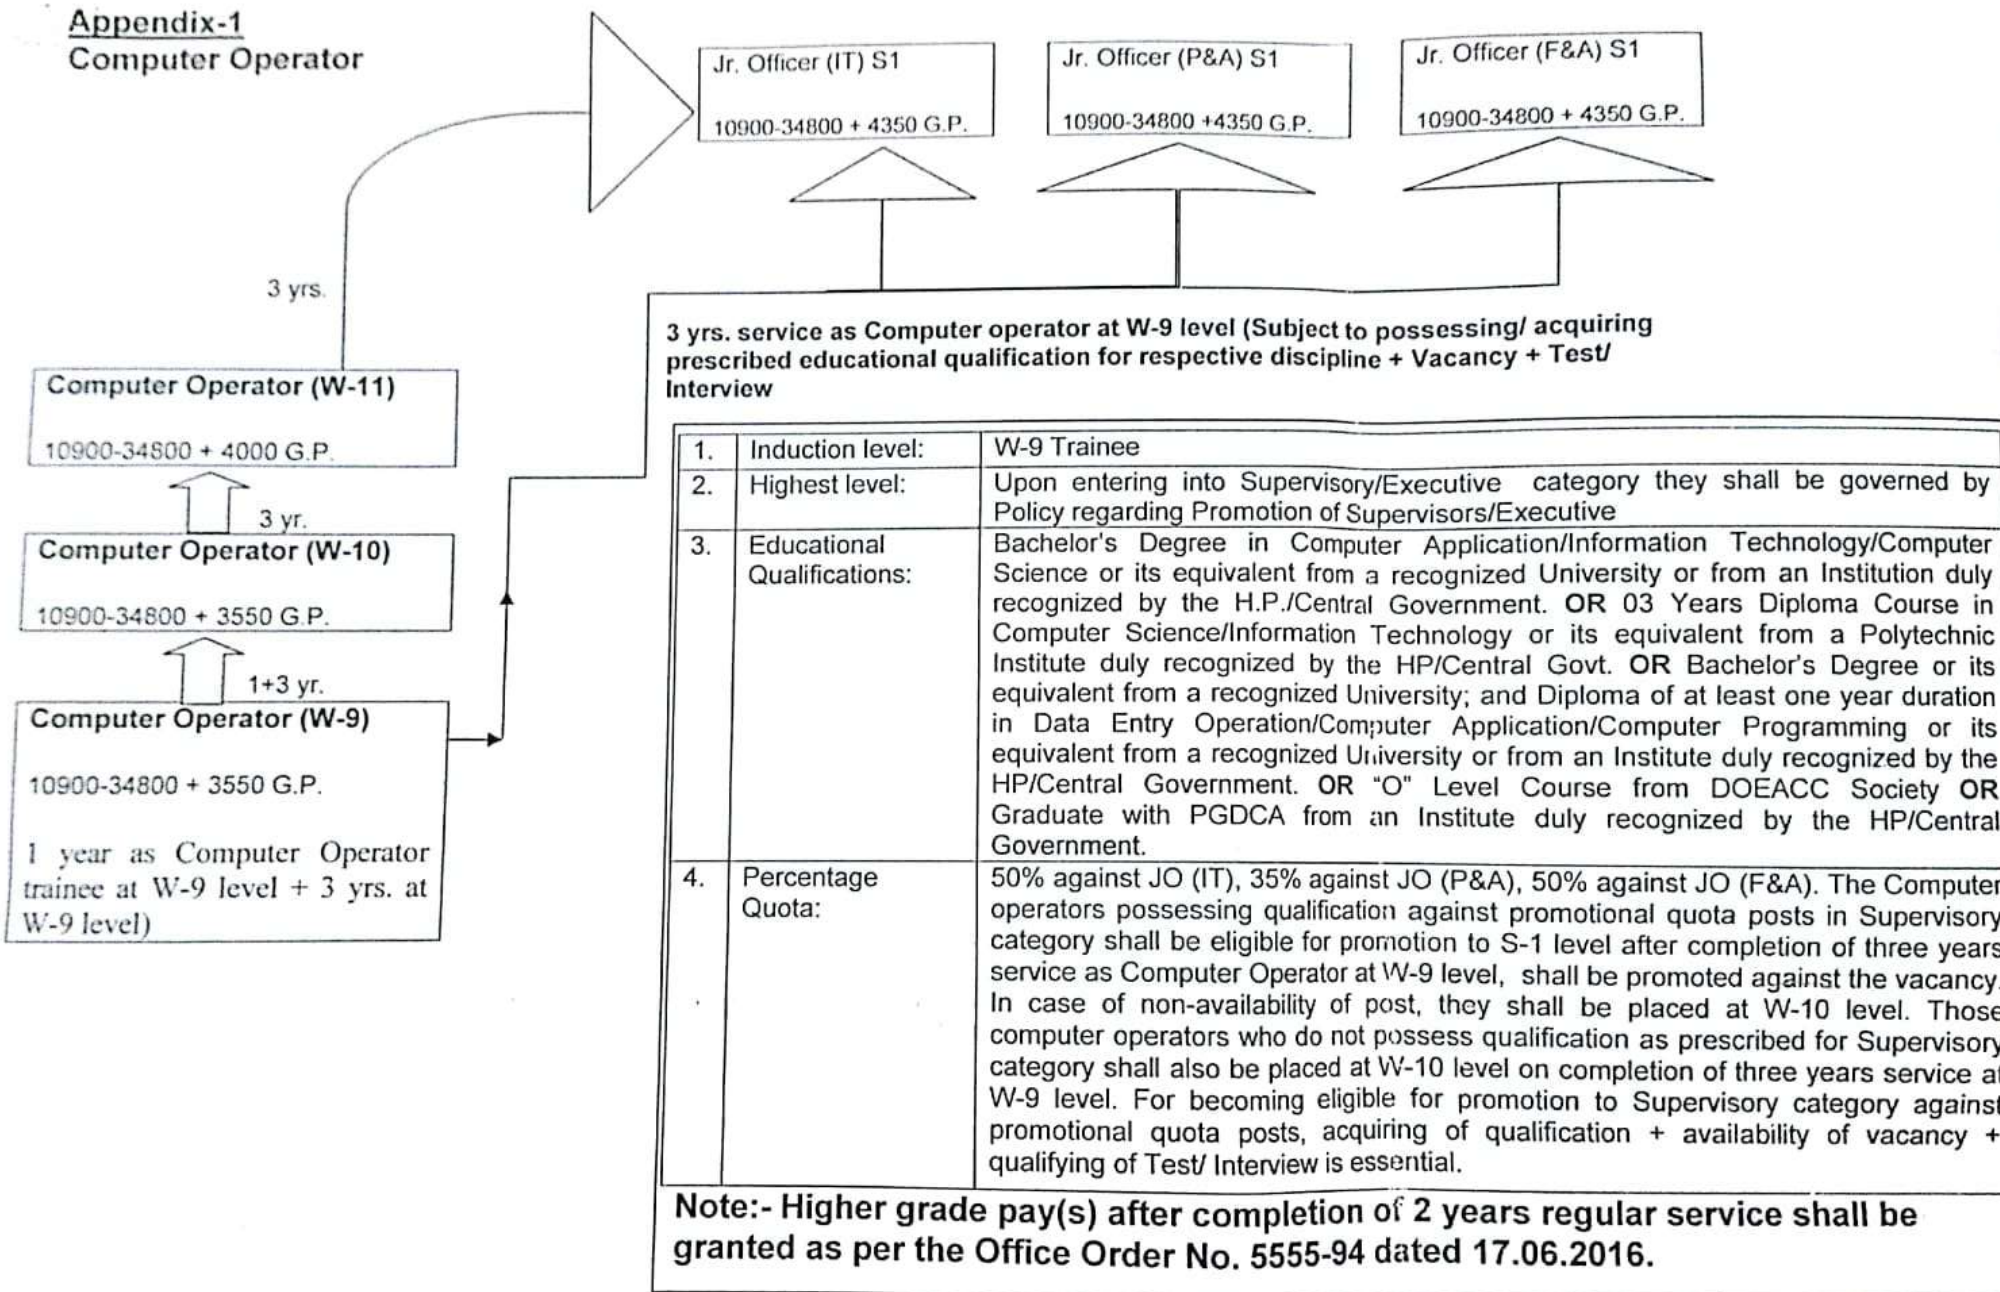 Appendix-1
Computer Operator
Jr. Officer (IT) S1
10900-34800 + 4350 G.P.
Jr. Officer (P&A) S1
10900-34800 +4350 G.P.
Jr. Officer (F&A) S1
10900-34800 + 4350 G.P.
3 yrs.
3 yrs. service as Computer operator at W-9 level (Subject to possessing/ acquiring
prescribed educational qualification for respective discipline + Vacancy + Test/
Interview
Computer Operator (W-11)
10900-34800 + 4000 G.P.
3 yr.
Computer Operator (W-10)
10900-34800 + 3550 G.P.
1+3 yr.
Computer Operator (W-9)
10900-34800 + 3550 G.P.
1 year as Computer Operator
trainee at W-9 level + 3 yrs. at
W-9 level)
1. Induction level: W-9 Trainee
2. Highest level: Upon entering into Supervisory/Executive category they shall be governed by
Policy regarding Promotion of Supervisors/Executive
3. Educational Bachelor's Degree in Computer Application/Information Technology/Computer
Qualifications: Science or its equivalent from a recognized University or from an Institution duly
recognized by the H.P./Central Government. OR 03 Years Diploma Course in
Computer Science/Information Technology or its equivalent from a Polytechnic
Institute duly recognized by the HP/Central Govt. OR Bachelor's Degree or its
equivalent from a recognized University; and Diploma of at least one year duration
in Data Entry Operation/Computer Application/Computer Programming or its
equivalent from a recognized University or from an Institute duly recognized by the
HP/Central Government. OR "O" Level Course from DOEACC Society OR
Graduate with PGDCA from an Institute duly recognized by the HP/Central
Government.
4. Percentage 50% against JO (IT), 35% against JO (P&A), 50% against JO (F&A). The Computer
Quota: operators possessing qualification against promotional quota posts in Supervisory
category shall be eligible for promotion to S-1 level after completion of three years
service as Computer Operator at W-9 level, shall be promoted against the vacancy.
In case of non-availability of post, they shall be placed at W-10 level. Those
computer operators who do not possess qualification as prescribed for Supervisory
category shall also be placed at W-10 level on completion of three years service at
W-9 level. For becoming eligible for promotion to Supervisory category against
promotional quota posts, acquiring of qualification + availability of vacancy +
qualifying of Test/ Interview is essential.
Note:- Higher grade pay(s) after completion of 2 years regular service shall be
granted as per the Office Order No. 5555-94 dated 17.06.2016.